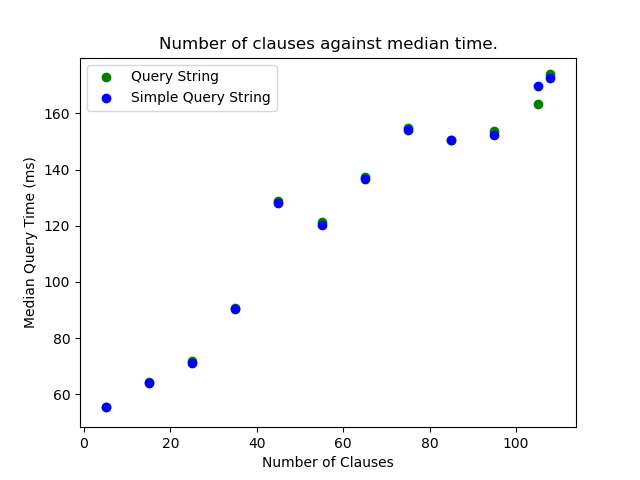 Number of clauses against median time.
Query String
Simple Query String
Median Query Time (ms)
160
140
120
100
80
60
0 20 40 60 80 100
Number of Clauses